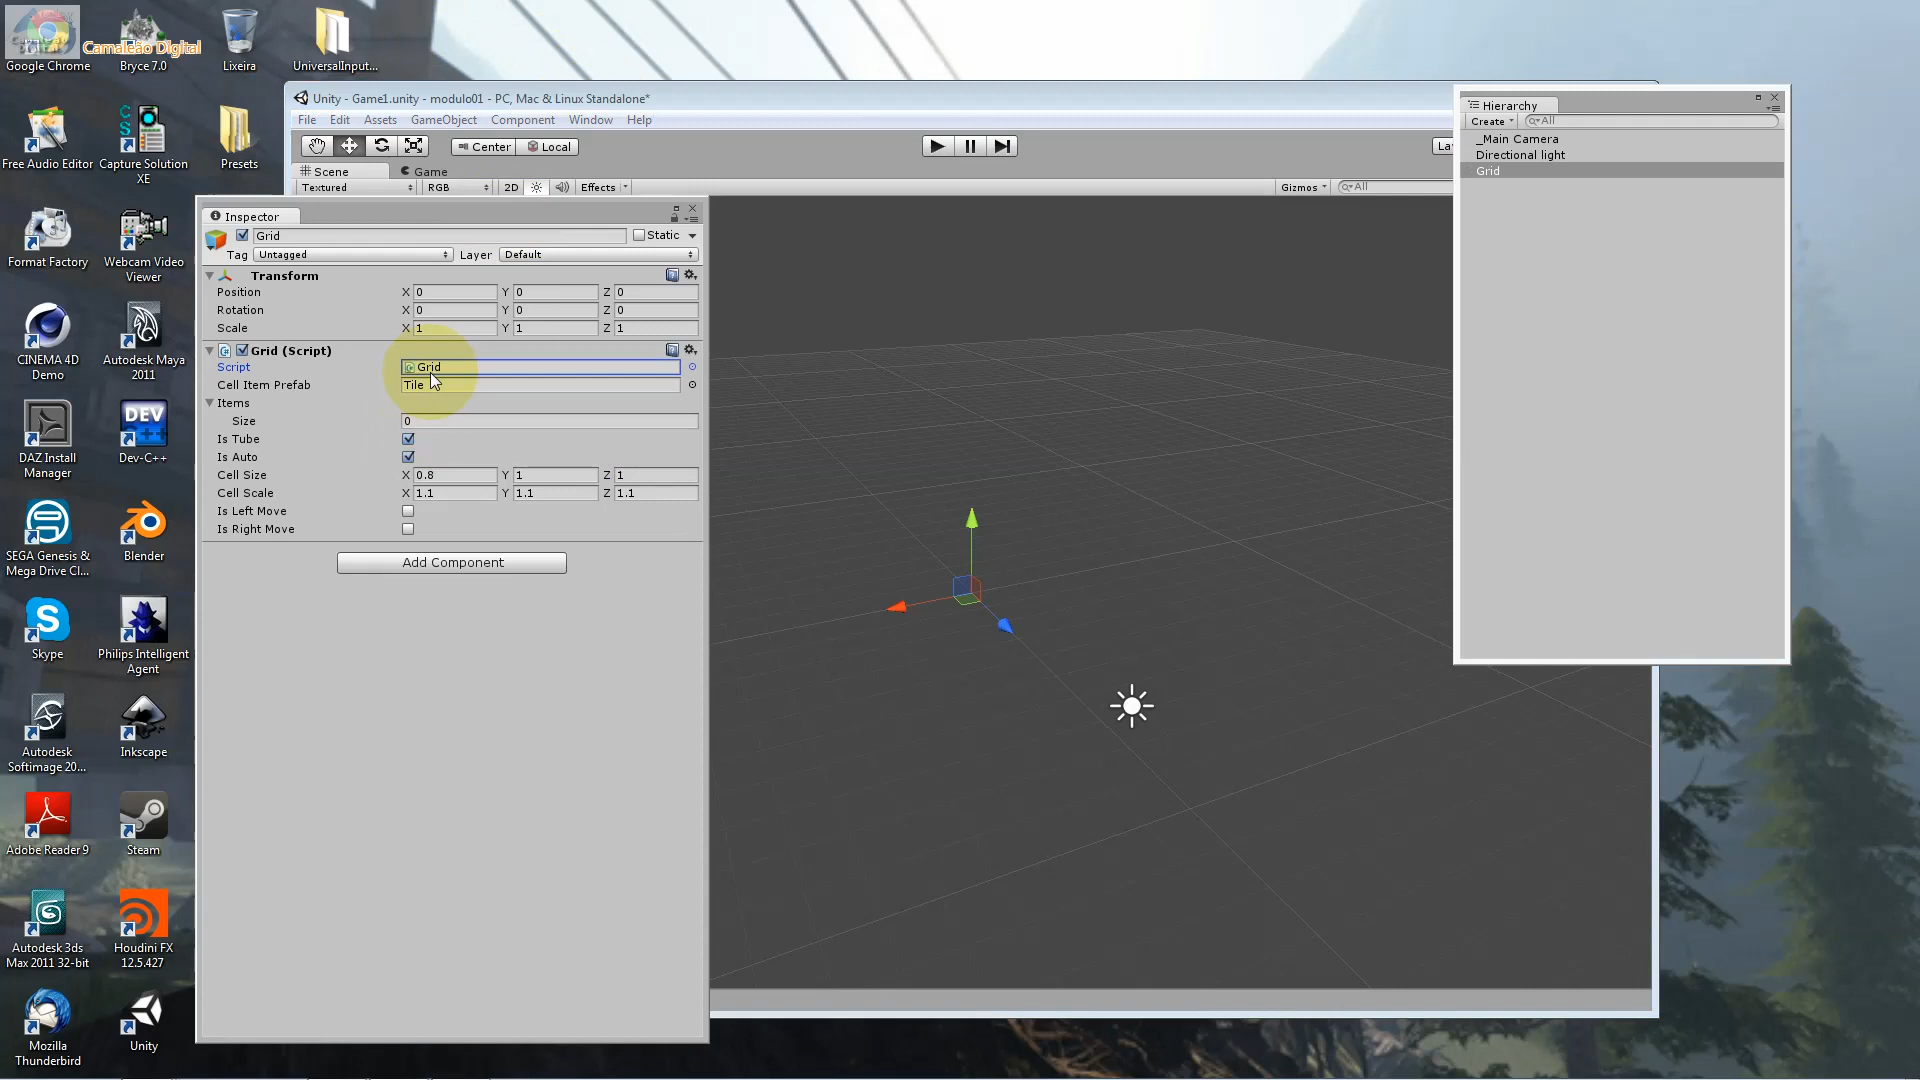 Google Chrome
Camaleão Digital
Bryce 7.0
Lixeira
UniversalInput...
Free Audio Editor
Capture Solution
XE
Presets
Format Factory
Webcam Video
Viewer
CINEMA 4D
Demo
Autodesk Maya
2011
DAZ Install
Manager
DEV
Dev-C++
SEGA Genesis &
Mega Drive Cl...
Blender
Skype
Philips Intelligent
Agent
Autodesk
Softimage 20...
Inkscape
Adobe Reader 9
Steam
Autodesk 3ds
Max 2011 32-bit
Houdini FX
12.5.427
Mozilla
Thunderbird
Unity
Unity - Game1.unity - modulo01 - PC, Mac & Linux Standalone*
File Edit Assets GameObject Component Window Help
Center Local
Scene Game
Textured RGB 2D Effects Gizmos All
Inspector
Grid Static
Tag Untagged Layer Default
Transform
Position X 0 Y 0 Z 0
Rotation X 0 Y 0 Z 0
Scale X 1 Y 1 Z 1
Grid (Script)
Script Grid
Cell Item Prefab Tile
Items
Size 0
Is Tube
Is Auto
Cell Size X 0.8 Y 1 Z 1
Cell Scale X 1.1 Y 1.1 Z 1.1
Is Left Move
Is Right Move
Add Component
Hierarchy
Create All
_Main Camera
Directional light
Grid